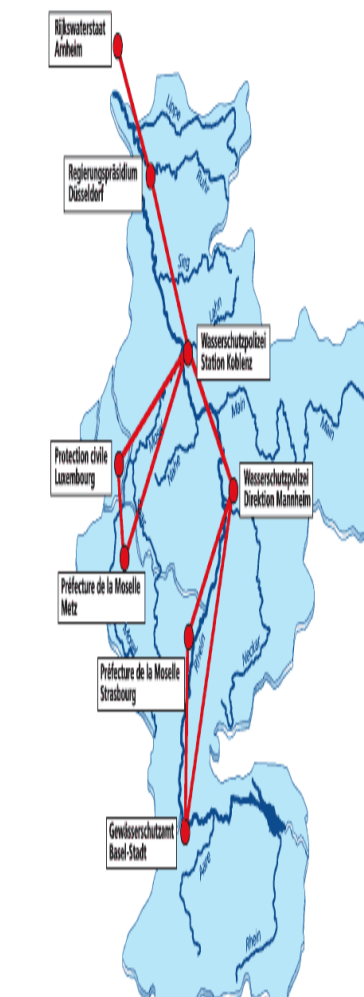 Rijkswaterstaat
Arnheim
Lippe
Regierungspräsidium
Düsseldorf
Ruhr
Sieg
Lahn
Wasserschutzpolizei
Station Koblenz
Main
Main
Mosel
Nahe
Protection civile
Luxembourg
Wasserschutzpolizei
Direktion Mannheim
Préfecture de la Moselle
Metz
Rhein
Neckar
Préfecture de la Moselle
Strasbourg
Gewässerschutzamt
Basel-Stadt
Aare
Rhein